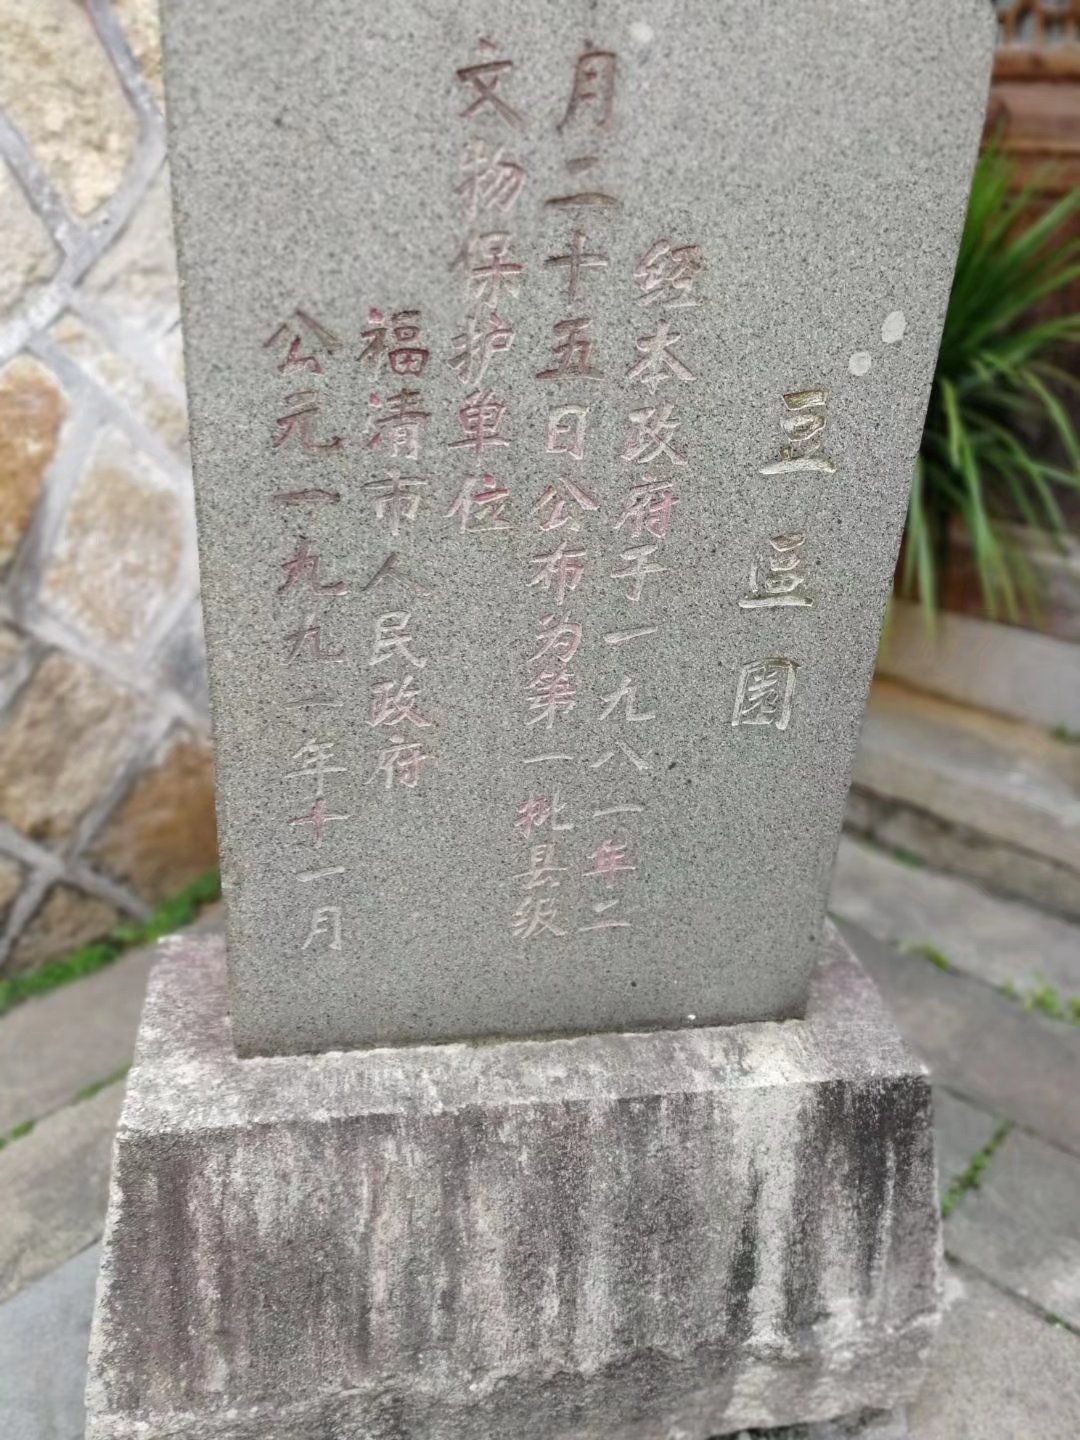 豆區園
经本政府于一九八一年二
月二十五日公布为第一批县级
文物保护单位
福清市人民政府
公元一九九一年十一月